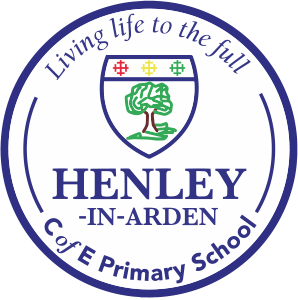 Living life to the full
HENLEY
-IN-ARDEN
C of E Primary School